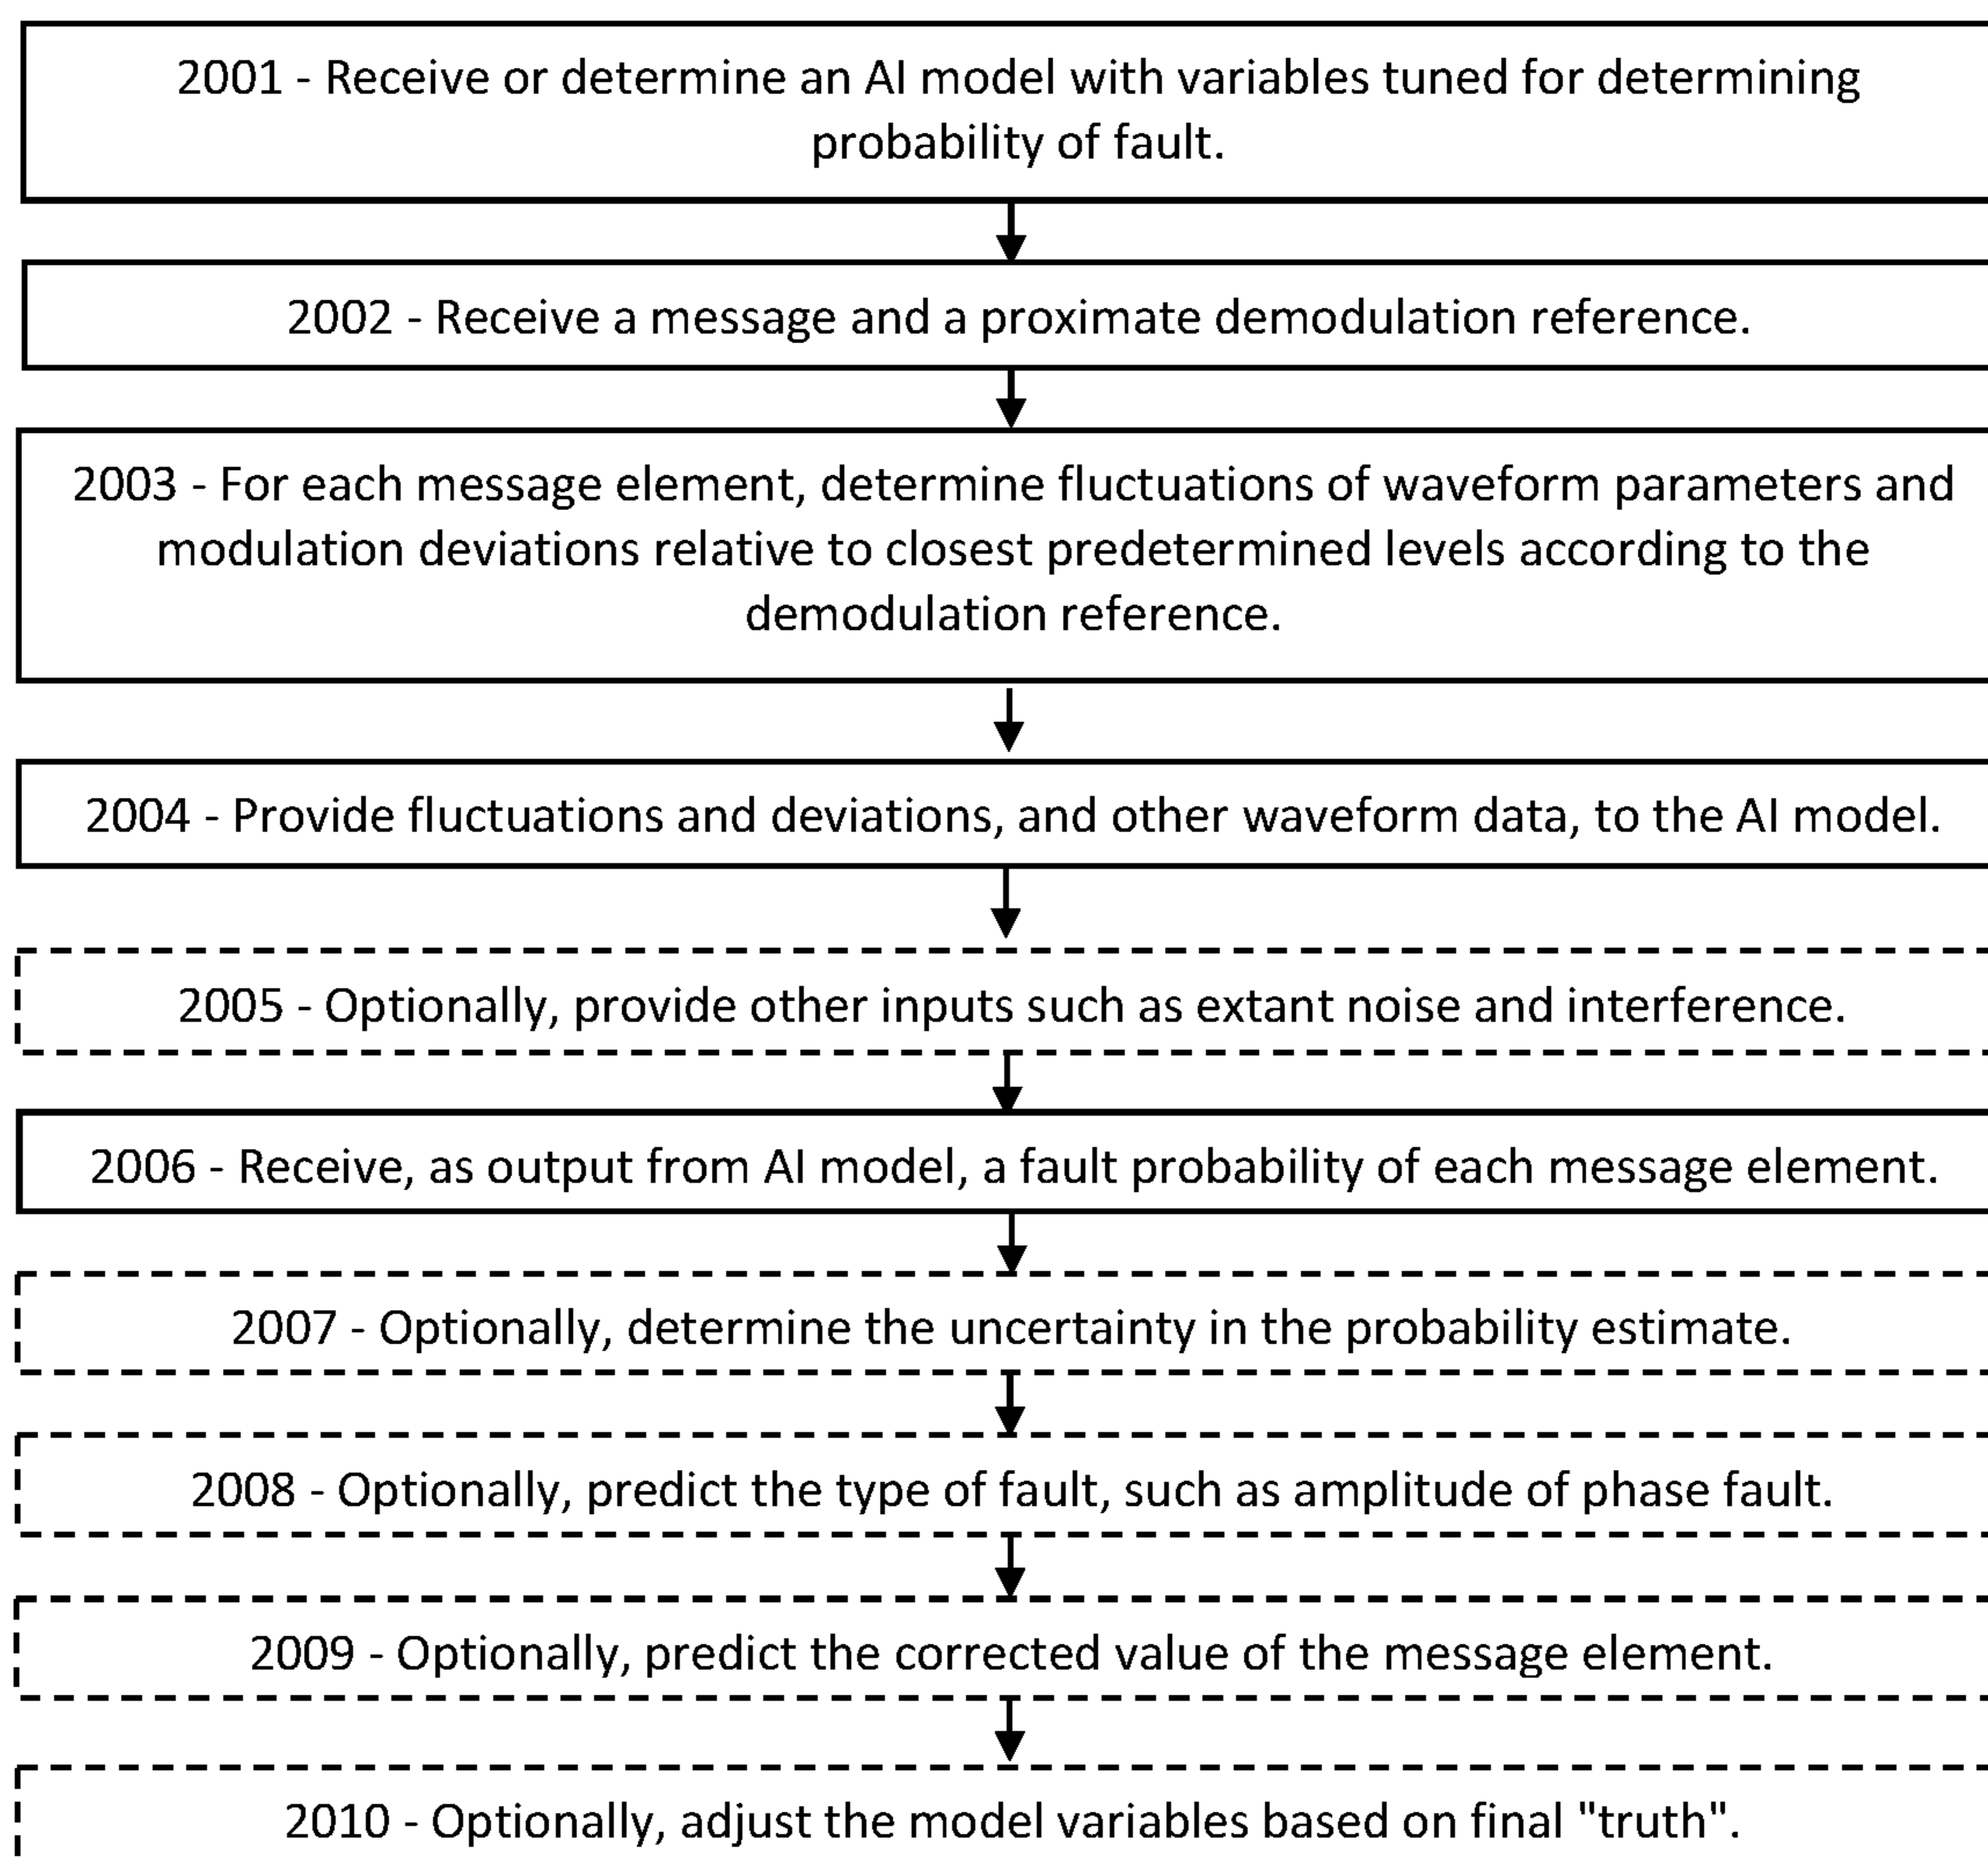 2001 - Receive or determine an AI model with variables tuned for determining
probability of fault.
2002 - Receive a message and a proximate demodulation reference.
2003 - For each message element, determine fluctuations of waveform parameters and
modulation deviations relative to closest predetermined levels according to the
demodulation reference.
2004 - Provide fluctuations and deviations, and other waveform data, to the AI model.
2005 - Optionally, provide other inputs such as extant noise and interference.
2006 - Receive, as output from AI model, a fault probability of each message element.
2007 - Optionally, determine the uncertainty in the probability estimate.
2008 - Optionally, predict the type of fault, such as amplitude of phase fault.
2009 - Optionally, predict the corrected value of the message element.
2010 - Optionally, adjust the model variables based on final "truth".